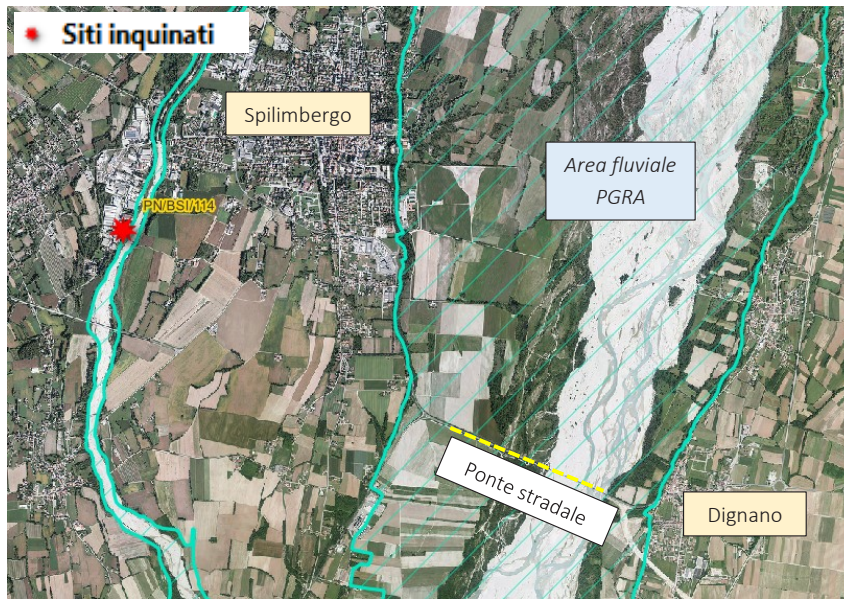 Siti inquinati
Spilimbergo
PN/BSI/114
Area fluviale
PGRA
Ponte stradale
Dignano